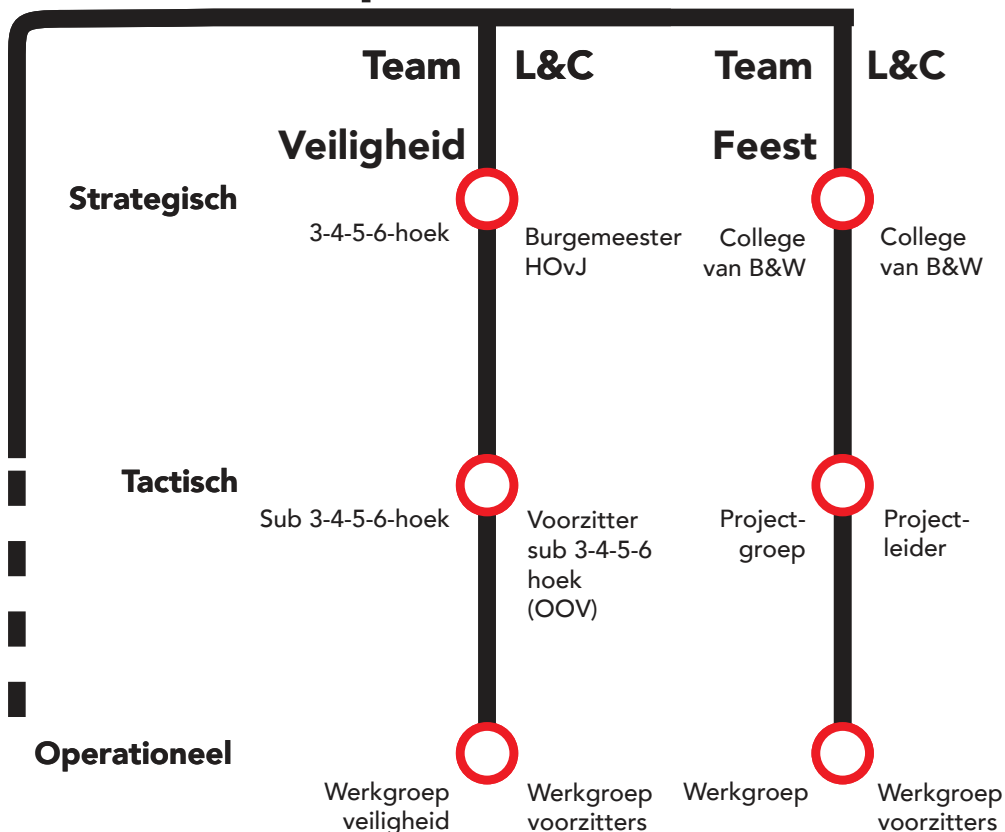 Team L&C Team L&C
Veiligheid Feest
Strategisch
3-4-5-6-hoek
Burgemeester
HOvJ
College
van B&W
College
van B&W
Tactisch
Sub 3-4-5-6-hoek
Voorzitter
sub 3-4-5-6
hoek
(OOV)
Project-
groep
Project-
leider
Operationeel
Werkgroep
veiligheid
Werkgroep
voorzitters
Werkgroep
Werkgroep
voorzitters